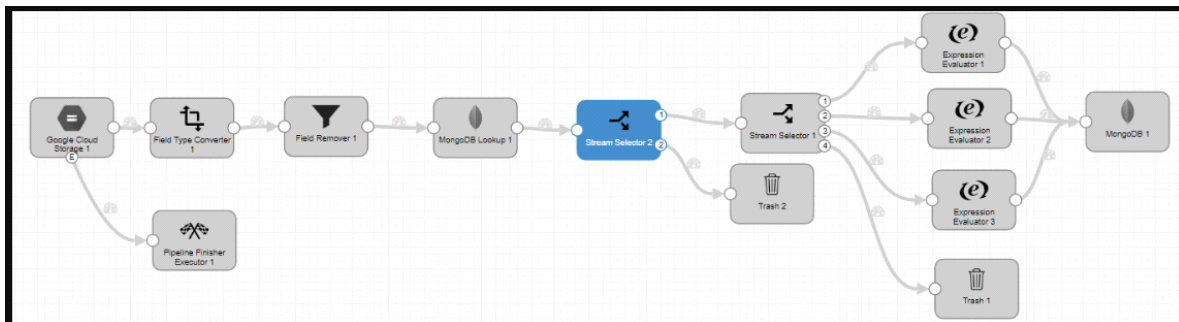 Google Cloud
Storage 1
E
Field Type Converter
1
Field Remover 1
MongoDB Lookup 1
Stream Selector 2
1
2
Stream Selector 1
1
2
3
4
Expression
Evaluator 1
Expression
Evaluator 2
Expression
Evaluator 3
MongoDB 1
Trash 2
Trash 1
Pipeline Finisher
Executor 1